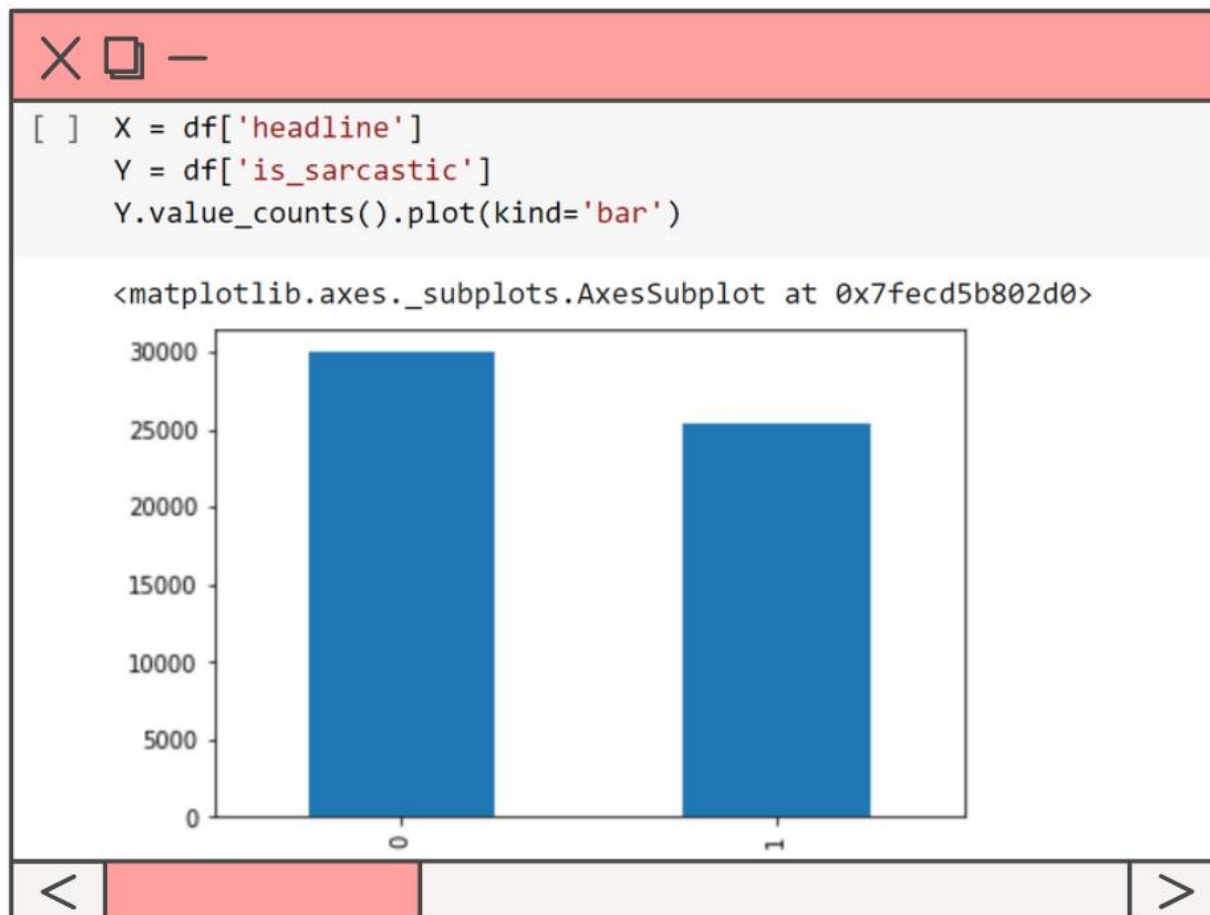 [ ] X = df['headline']
Y = df['is_sarcastic']
Y.value_counts().plot(kind='bar')
<matplotlib.axes._subplots.AxesSubplot at 0x7fecd5b802d0>
30000
25000
20000
15000
10000
5000
0
0 1